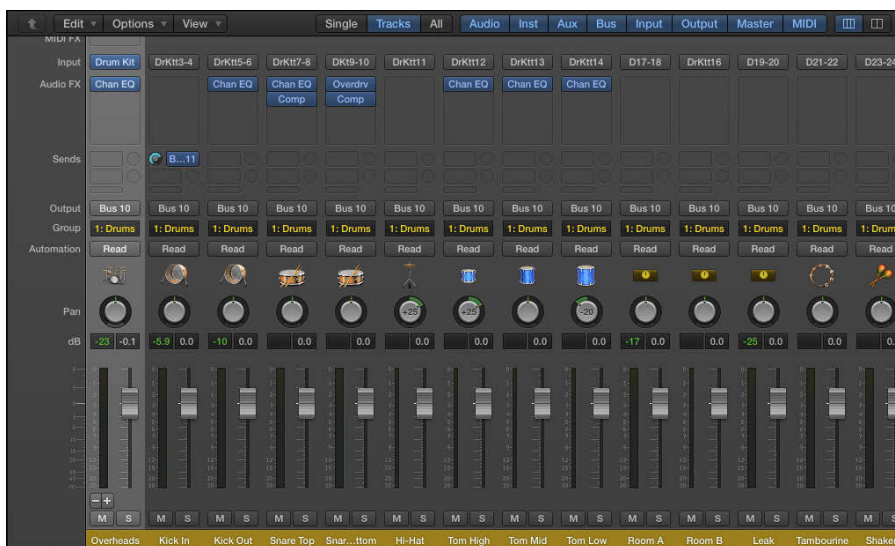 Edit Options View Single Tracks All Audio Inst Aux Bus Input Output Master MIDI
MIDI FX
Input Drum Kit DrKtt3-4 DrKtt5-6 DrKtt7-8 DKt9-10 DrKtt11 DrKtt12 DrKtt13 DrKtt14 D17-18 DrKtt16 D19-20 D21-22 D23-24
Audio FX Chan EQ Chan EQ Chan EQ Overdrv Chan EQ Chan EQ Chan EQ
Comp Comp
Sends B...11
Output Bus 10 Bus 10 Bus 10 Bus 10 Bus 10 Bus 10 Bus 10 Bus 10 Bus 10 Bus 10 Bus 10 Bus 10 Bus 10 Bus 10
Group 1: Drums 1: Drums 1: Drums 1: Drums 1: Drums 1: Drums 1: Drums 1: Drums 1: Drums 1: Drums 1: Drums 1: Drums 1: Drums 1: Drums
Automation Read Read Read Read Read Read Read Read Read Read Read Read Read Read
Pan +25 +25 -20
dB -23 -0.1 -5.9 0.0 -10 0.0 0.0 0.0 0.0 0.0 0.0 0.0 -17 0.0 0.0 -25 0.0 0.0 0.
M S M S M S M S M S M S M S M S M S M S M S M S M S M
Overheads Kick In Kick Out Snare Top Snar...ttom Hi-Hat Tom High Tom Mid Tom Low Room A Room B Leak Tambourine Shaker